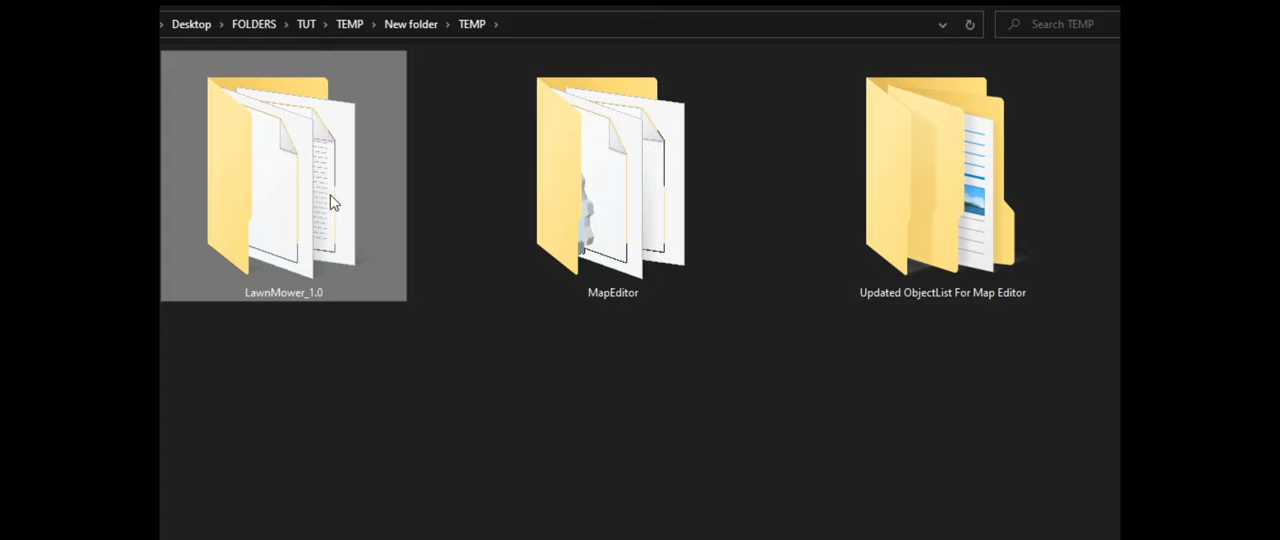 Desktop > FOLDERS > TUT > TEMP > New folder > TEMP >
Search TEMP
LawnMower_1.0
MapEditor
Updated ObjectList For Map Editor